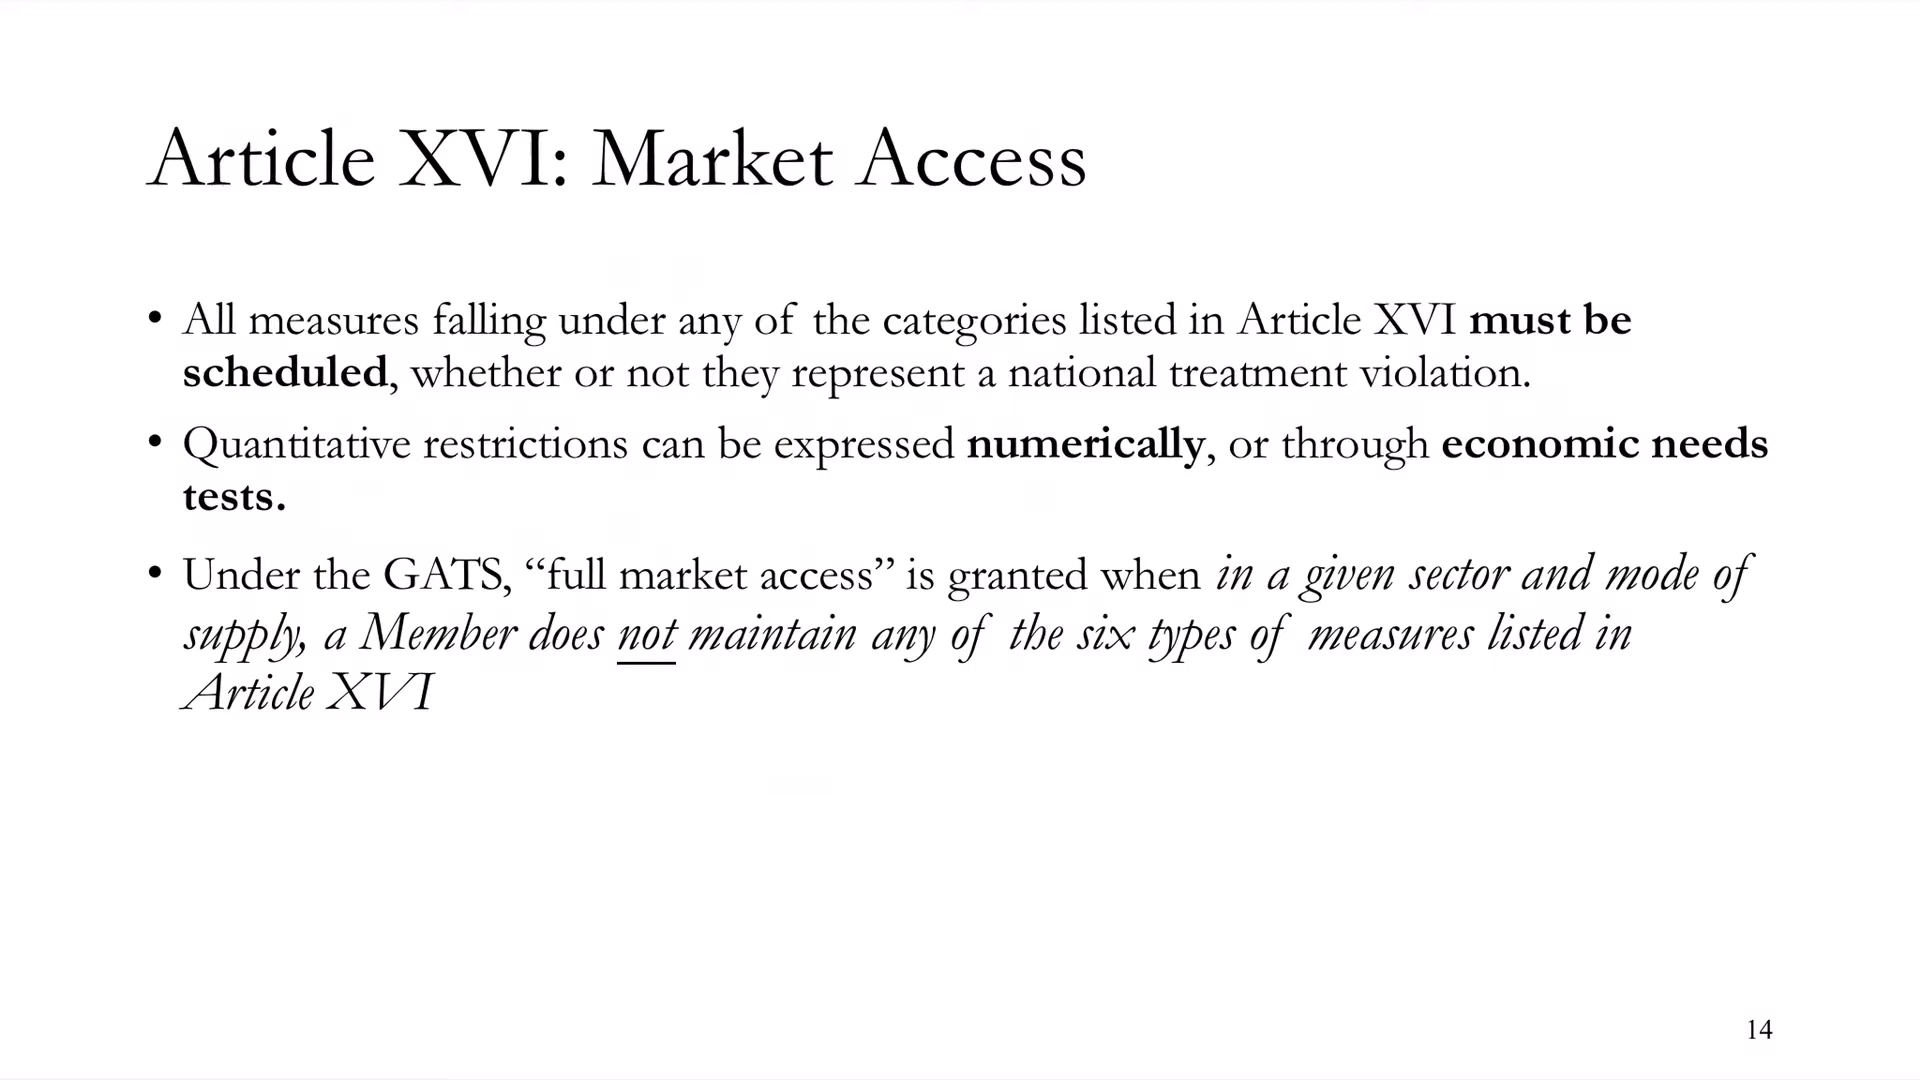 Article XVI: Market Access
• All measures falling under any of the categories listed in Article XVI must be
scheduled, whether or not they represent a national treatment violation.
• Quantitative restrictions can be expressed numerically, or through economic needs
tests.
• Under the GATS, “full market access” is granted when in a given sector and mode of
supply, a Member does not maintain any of the six types of measures listed in
Article XVI
14